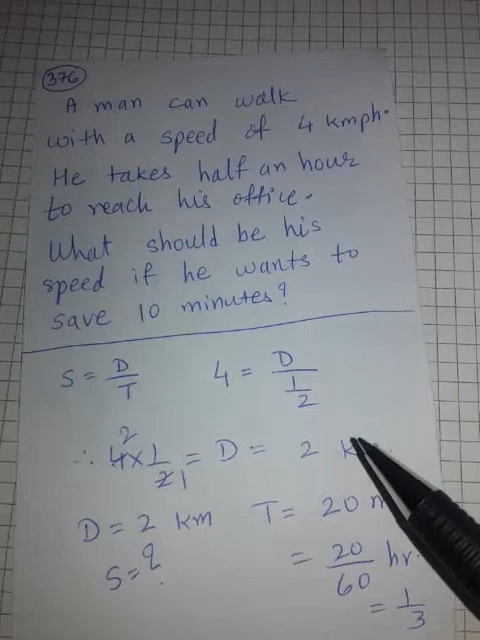 376
A man can walk
with a speed of 4 kmph.
He takes half an hour
to reach his office.
What should be his
speed if he wants to
save 10 minutes?
S = D/T 4 = D/(1/2)
∴ 4 2 × 1/2 1 = D = 2
D = 2 km T = 20
S = ? = 20/60 hr.
= 1/3